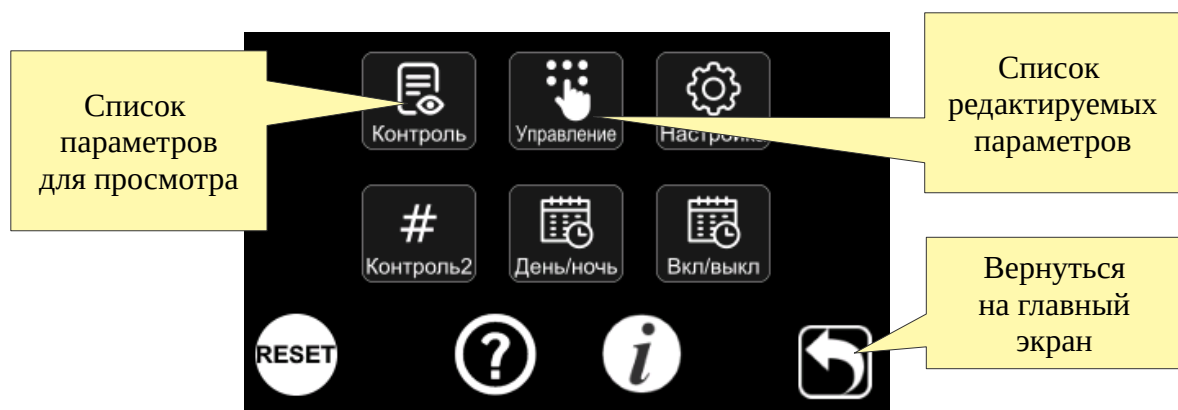 Список
параметров
для просмотра
Контроль
Управление
Список
редактируемых
параметров
#
Контроль2
День/ночь
Вкл/выкл
RESET
?
i
Вернуться
на главный
экран